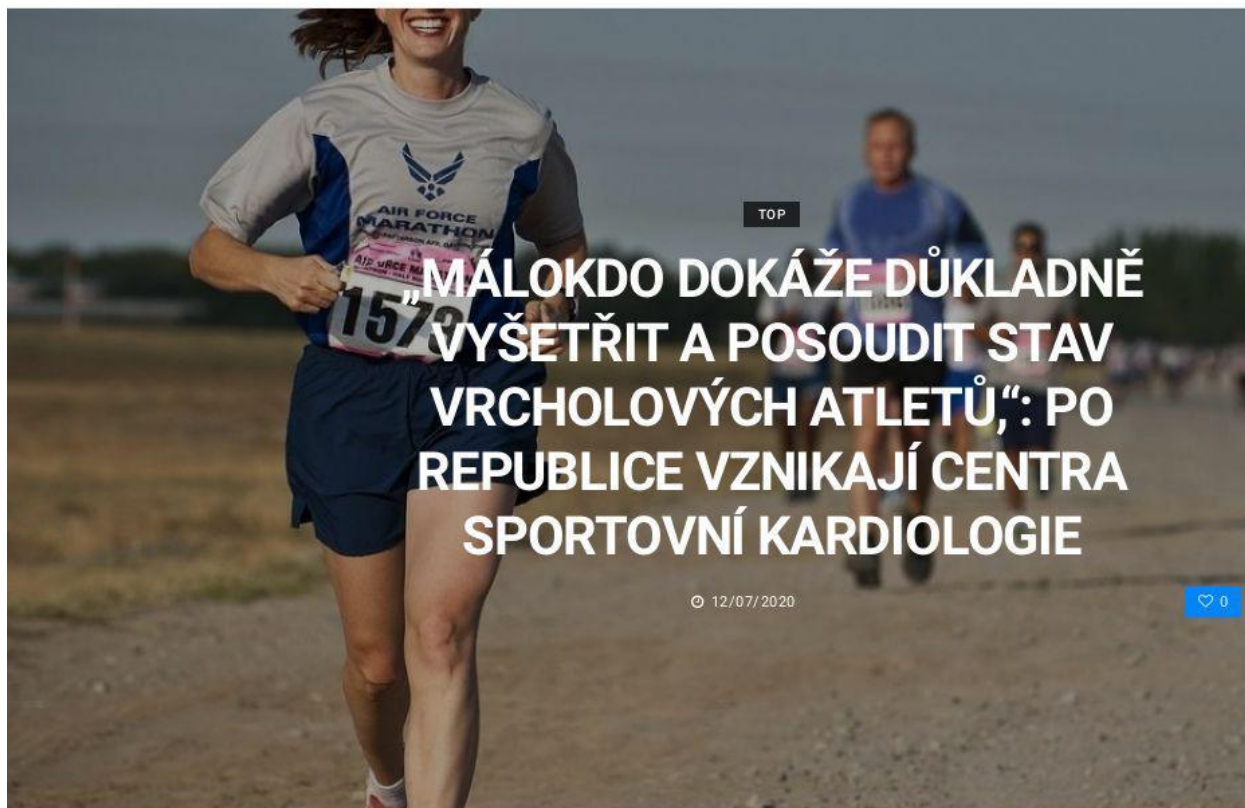 AIR FORCE
MARATHON
1573
TOP
„MÁLOKDO DOKÁŽE DŮKLADNĚ
VYŠETŘIT A POSOUDIT STAV
VRCHOLOVÝCH ATLETŮ,“: PO
REPUBLICE VZNIKAJÍ CENTRA
SPORTOVNÍ KARDIOLOGIE
12/07/2020
0